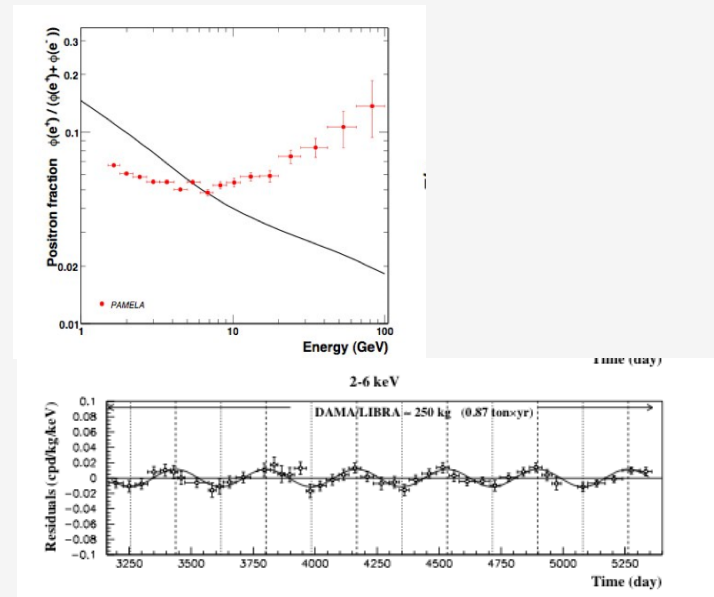 Positron fraction φ(e⁺) / (φ(e⁺)+ φ(e⁻))
0.3
0.2
0.1
0.02
0.01
PAMELA
1
10
100
Energy (GeV)
Time (day)
2-6 keV
Residuals (cpd/kg/keV)
0.1
0.08
0.06
0.04
0.02
0
-0.02
-0.04
-0.06
-0.08
-0.1
DAMA/LIBRA ≈ 250 kg (0.87 ton×yr)
3250 3500 3750 4000 4250 4500 4750 5000 5250
Time (day)